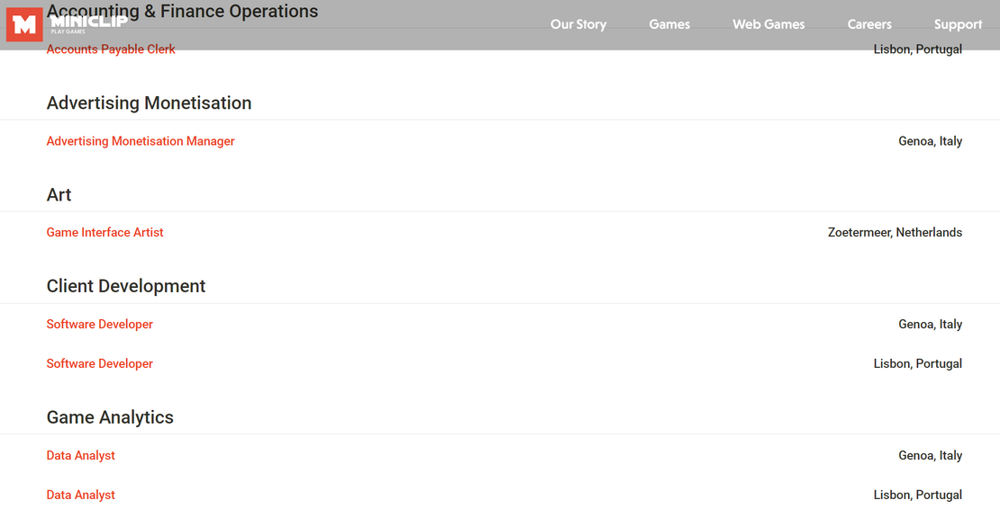 Accounting & Finance Operations
MINICLIP
PLAY GAMES
Our Story Games Web Games Careers Support
Accounts Payable Clerk Lisbon, Portugal
Advertising Monetisation
Advertising Monetisation Manager Genoa, Italy
Art
Game Interface Artist Zoetermeer, Netherlands
Client Development
Software Developer Genoa, Italy
Software Developer Lisbon, Portugal
Game Analytics
Data Analyst Genoa, Italy
Data Analyst Lisbon, Portugal